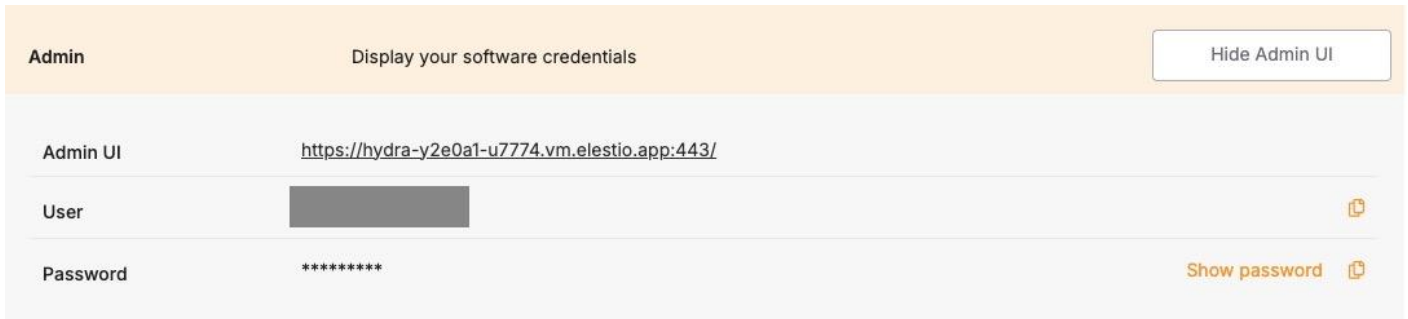 Admin Display your software credentials Hide Admin UI
Admin UI https://hydra-y2e0a1-u7774.vm.elestio.app:443/
User
Password ********* Show password